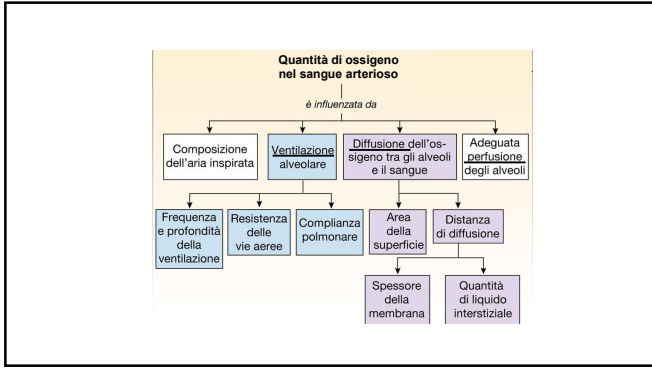 Quantità di ossigeno
nel sangue arterioso
è influenzata da
Composizione
dell'aria inspirata
Ventilazione
alveolare
Diffusione dell'os-
sigeno tra gli alveoli
e il sangue
Adeguata
perfusione
degli alveoli
Frequenza
e profondità
della
ventilazione
Resistenza
delle
vie aeree
Complianza
polmonare
Area
della
superficie
Distanza
di diffusione
Spessore
della
membrana
Quantità
di liquido
interstiziale